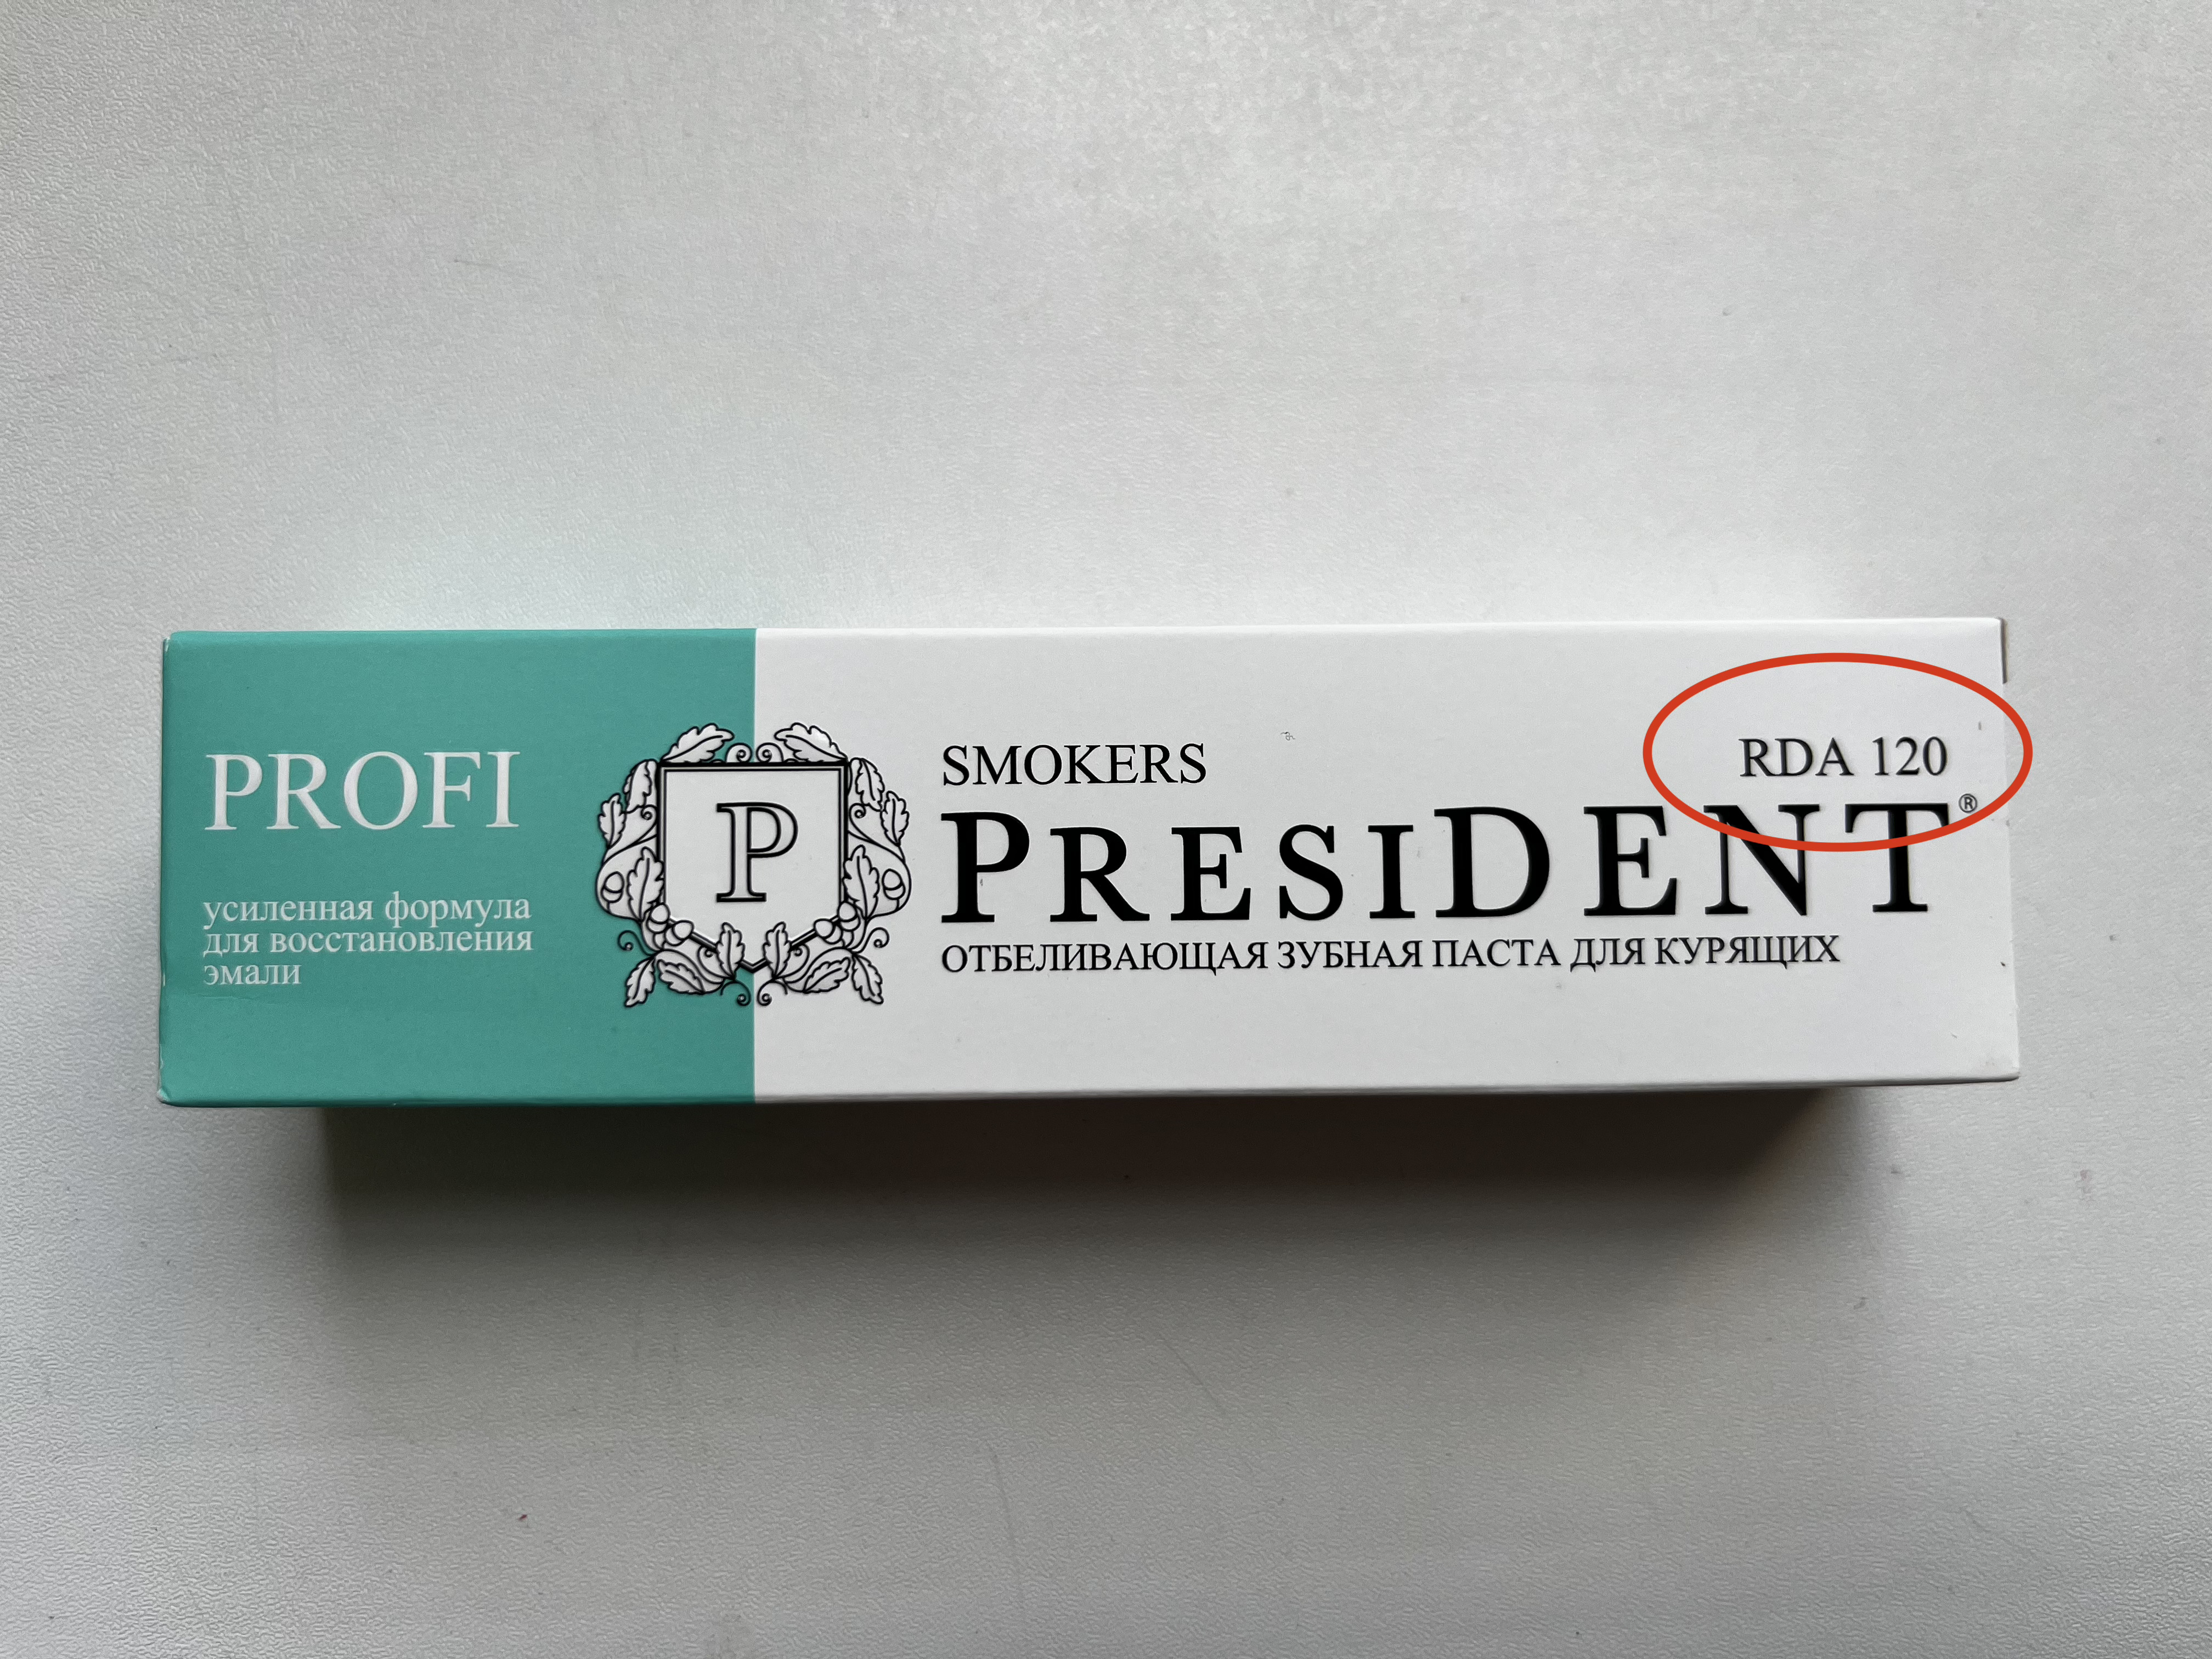 PROFI
усиленная формула
для восстановления
эмали
P
SMOKERS
RDA 120
PRESIDENT®
ОТБЕЛИВАЮЩАЯ ЗУБНАЯ ПАСТА ДЛЯ КУРЯЩИХ